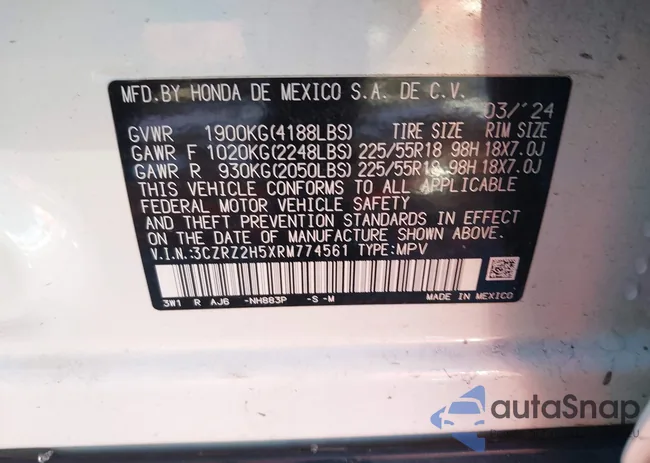 MFD.BY HONDA DE MEXICO S.A. DE C.V.
03/'24
GVWR 1900KG(4188LBS) TIRE SIZE RIM SIZE
GAWR F 1020KG(2248LBS) 225/55R18 98H 18X7.0J
GAWR R 930KG(2050LBS) 225/55R18 98H 18X7.0J
THIS VEHICLE CONFORMS TO ALL APPLICABLE
FEDERAL MOTOR VEHICLE SAFETY
AND THEFT PREVENTION STANDARDS IN EFFECT
ON THE DATE OF MANUFACTURE SHOWN ABOVE.
V.I.N.:3CZRZ2H5XRM774561 TYPE:MPV
3W1 R AJ6 -NH883P -S -M MADE IN MEXICO
autaSnap